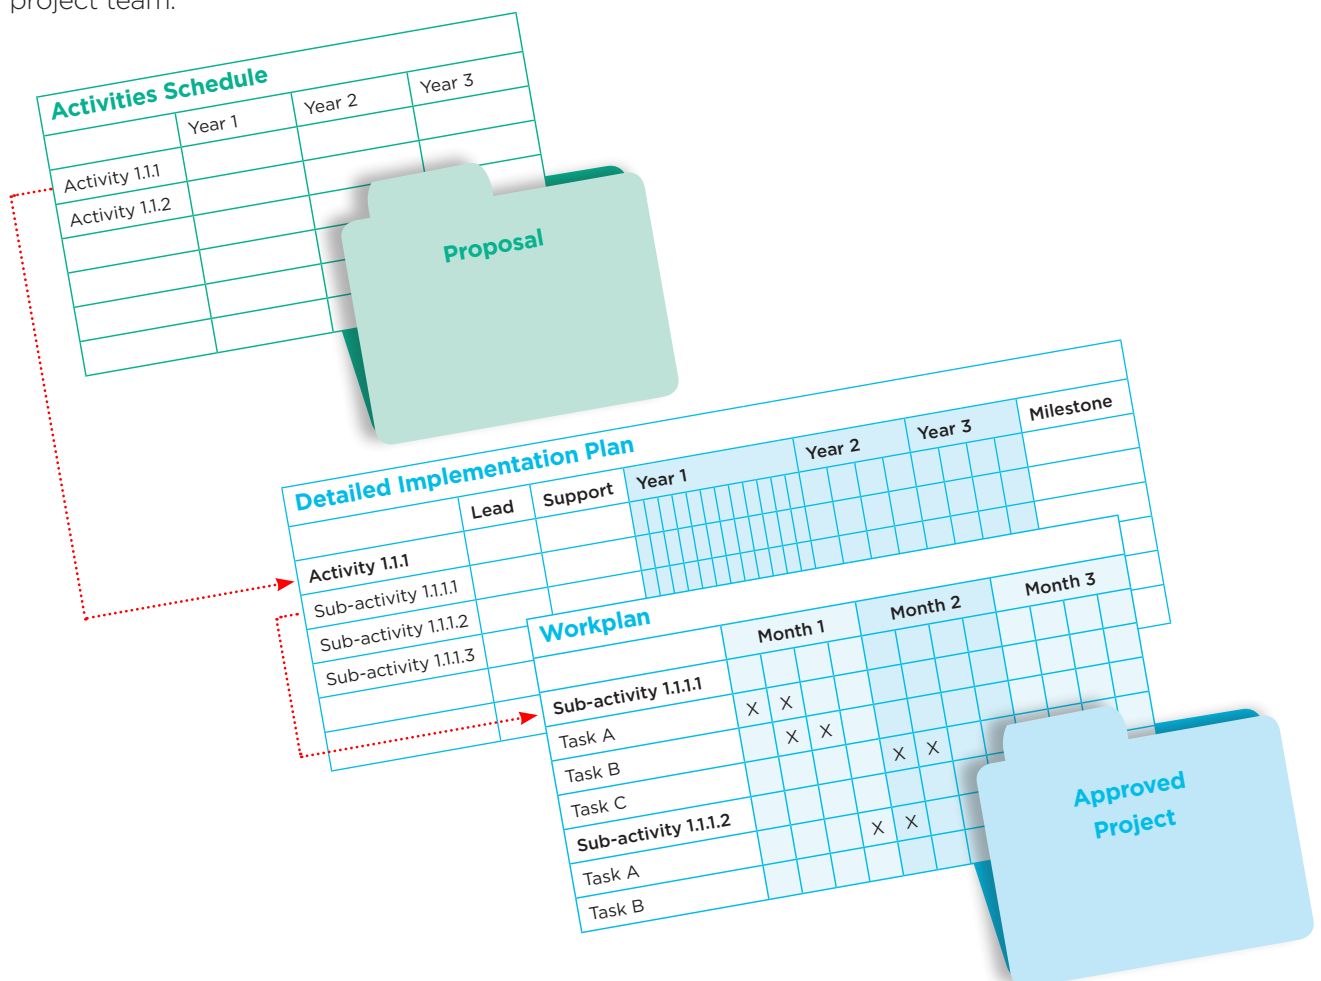 project team.
Activities Schedule
Year 1 Year 2 Year 3
Activity 1.1.1
Activity 1.1.2
Proposal
Detailed Implementation Plan
Lead Support Year 1 Year 2 Year 3 Milestone
Activity 1.1.1
Sub-activity 1.1.1.1
Sub-activity 1.1.1.2
Sub-activity 1.1.1.3
Workplan
Month 1 Month 2 Month 3
Sub-activity 1.1.1.1
Task A X X
Task B X X
Task C X X
Sub-activity 1.1.1.2
Task A X X
Task B
Approved
Project